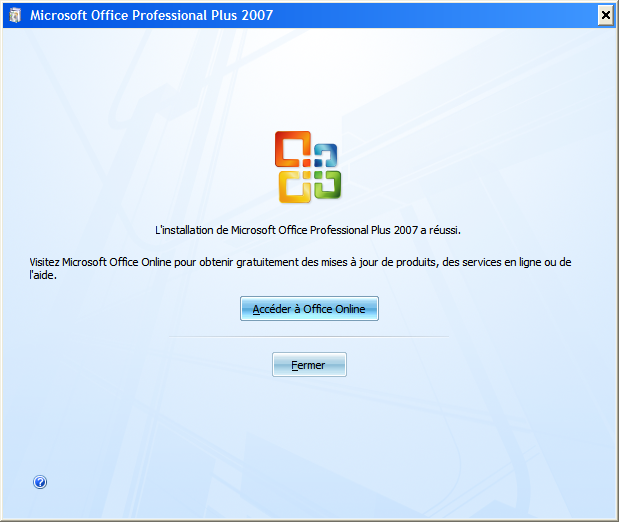 Microsoft Office Professional Plus 2007
L'installation de Microsoft Office Professional Plus 2007 a réussi.
Visitez Microsoft Office Online pour obtenir gratuitement des mises à jour de produits, des services en ligne ou de
l'aide.
Accéder à Office Online
Fermer
?